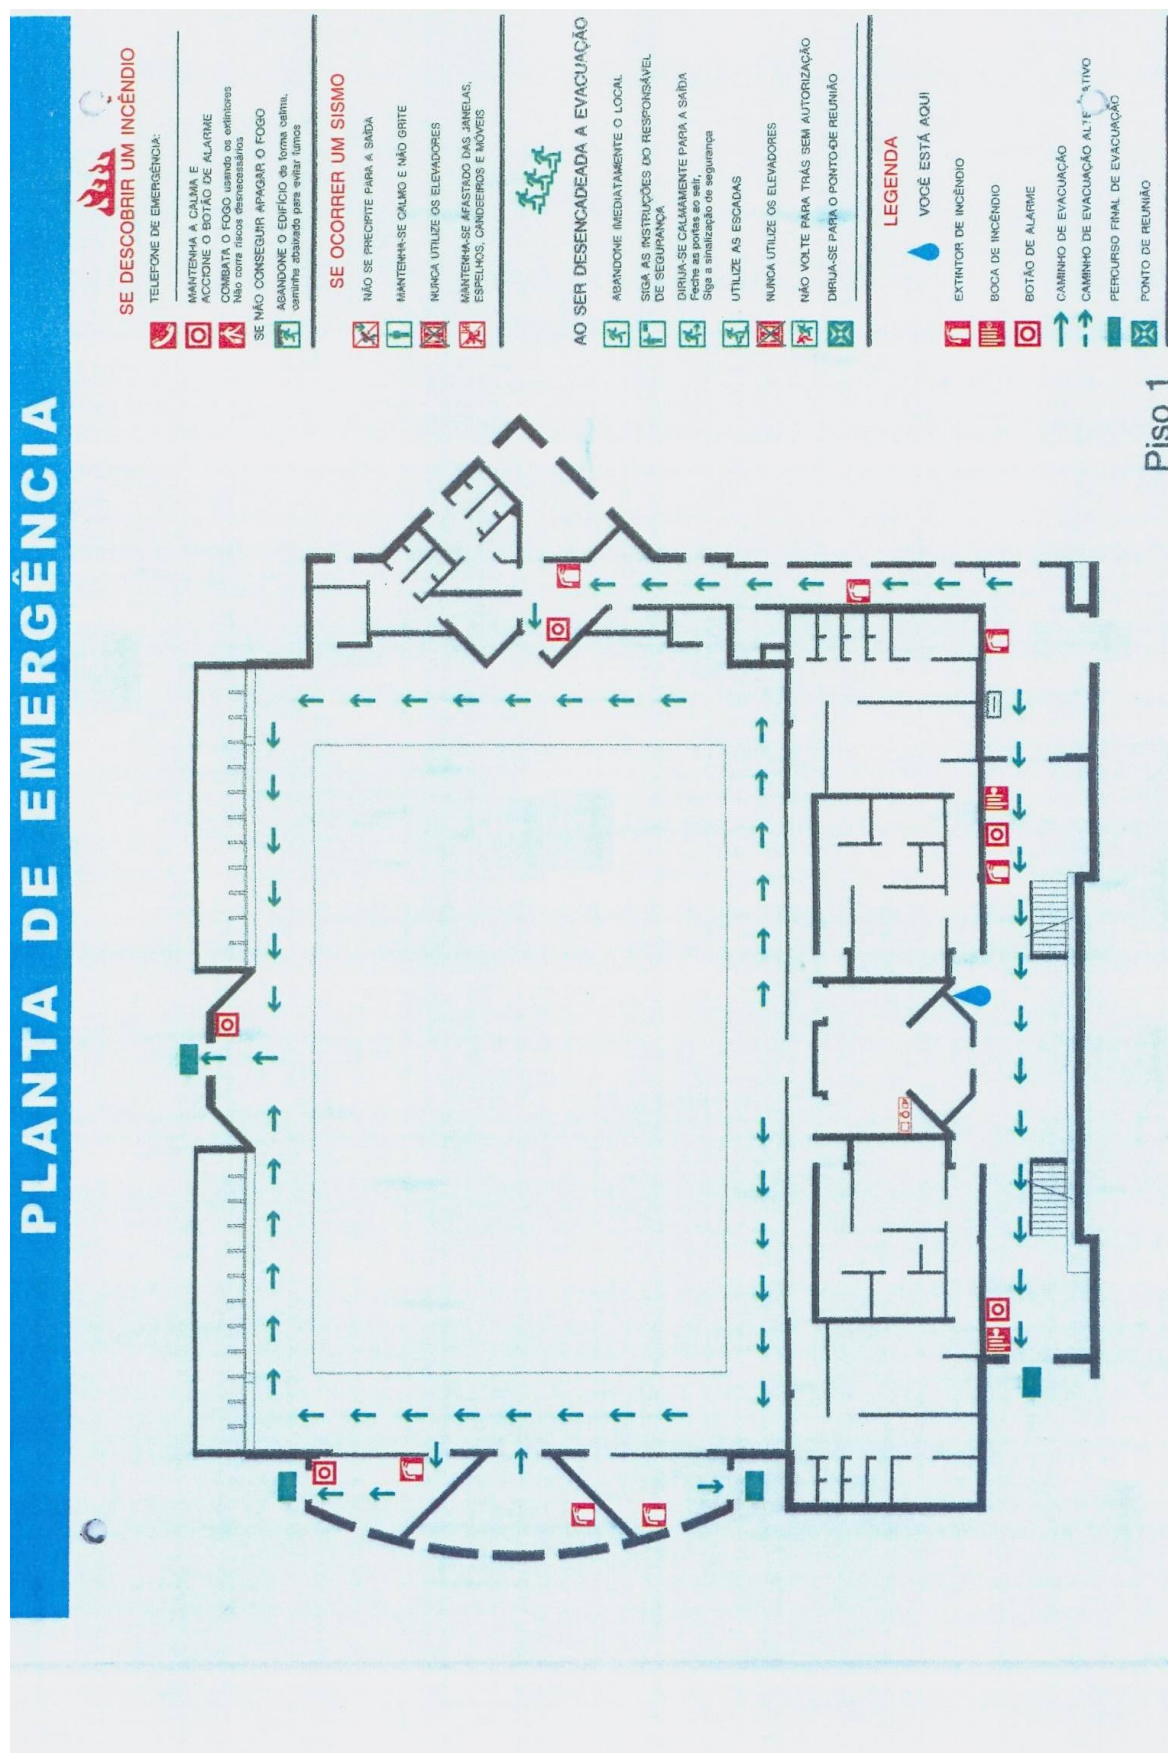 PLANTA DE EMERGÊNCIA
SE DESCOBRIR UM INCÊNDIO
TELEFONE DE EMERGÊNCIA:
MANTENHA A CALMA E
ACCIONE O BOTÃO DE ALARME
COMBATA O FOGO usando os extintores
Não corra riscos desnecessários
SE NÃO CONSEGUIR APAGAR O FOGO
ABANDONE O EDIFÍCIO de forma calma,
caminhe abaixado para evitar fumos
SE OCORRER UM SISMO
NÃO SE PRECIPITE PARA A SAÍDA
MANTENHA-SE CALMO E NÃO GRITE
NUNCA UTILIZE OS ELEVADORES
MANTENHA-SE AFASTADO DAS JANELAS,
ESPELHOS, CANDEEIROS E MÓVEIS
AO SER DESENCADEADA A EVACUAÇÃO
ABANDONE IMEDIATAMENTE O LOCAL
SIGA AS INSTRUÇÕES DO RESPONSÁVEL
DE SEGURANÇA
DIRIJA-SE CALMAMENTE PARA A SAÍDA
Feche as portas ao sair,
Siga a sinalização de segurança
UTILIZE AS ESCADAS
NUNCA UTILIZE OS ELEVADORES
NÃO VOLTE PARA TRÁS SEM AUTORIZAÇÃO
DIRIJA-SE PARA O PONTO DE REUNIÃO
LEGENDA
VOCÊ ESTÁ AQUI
EXTINTOR DE INCÊNDIO
BOCA DE INCÊNDIO
BOTÃO DE ALARME
CAMINHO DE EVACUAÇÃO
CAMINHO DE EVACUAÇÃO ALTERNATIVO
PERCURSO FINAL DE EVACUAÇÃO
PONTO DE REUNIÃO
Piso 1